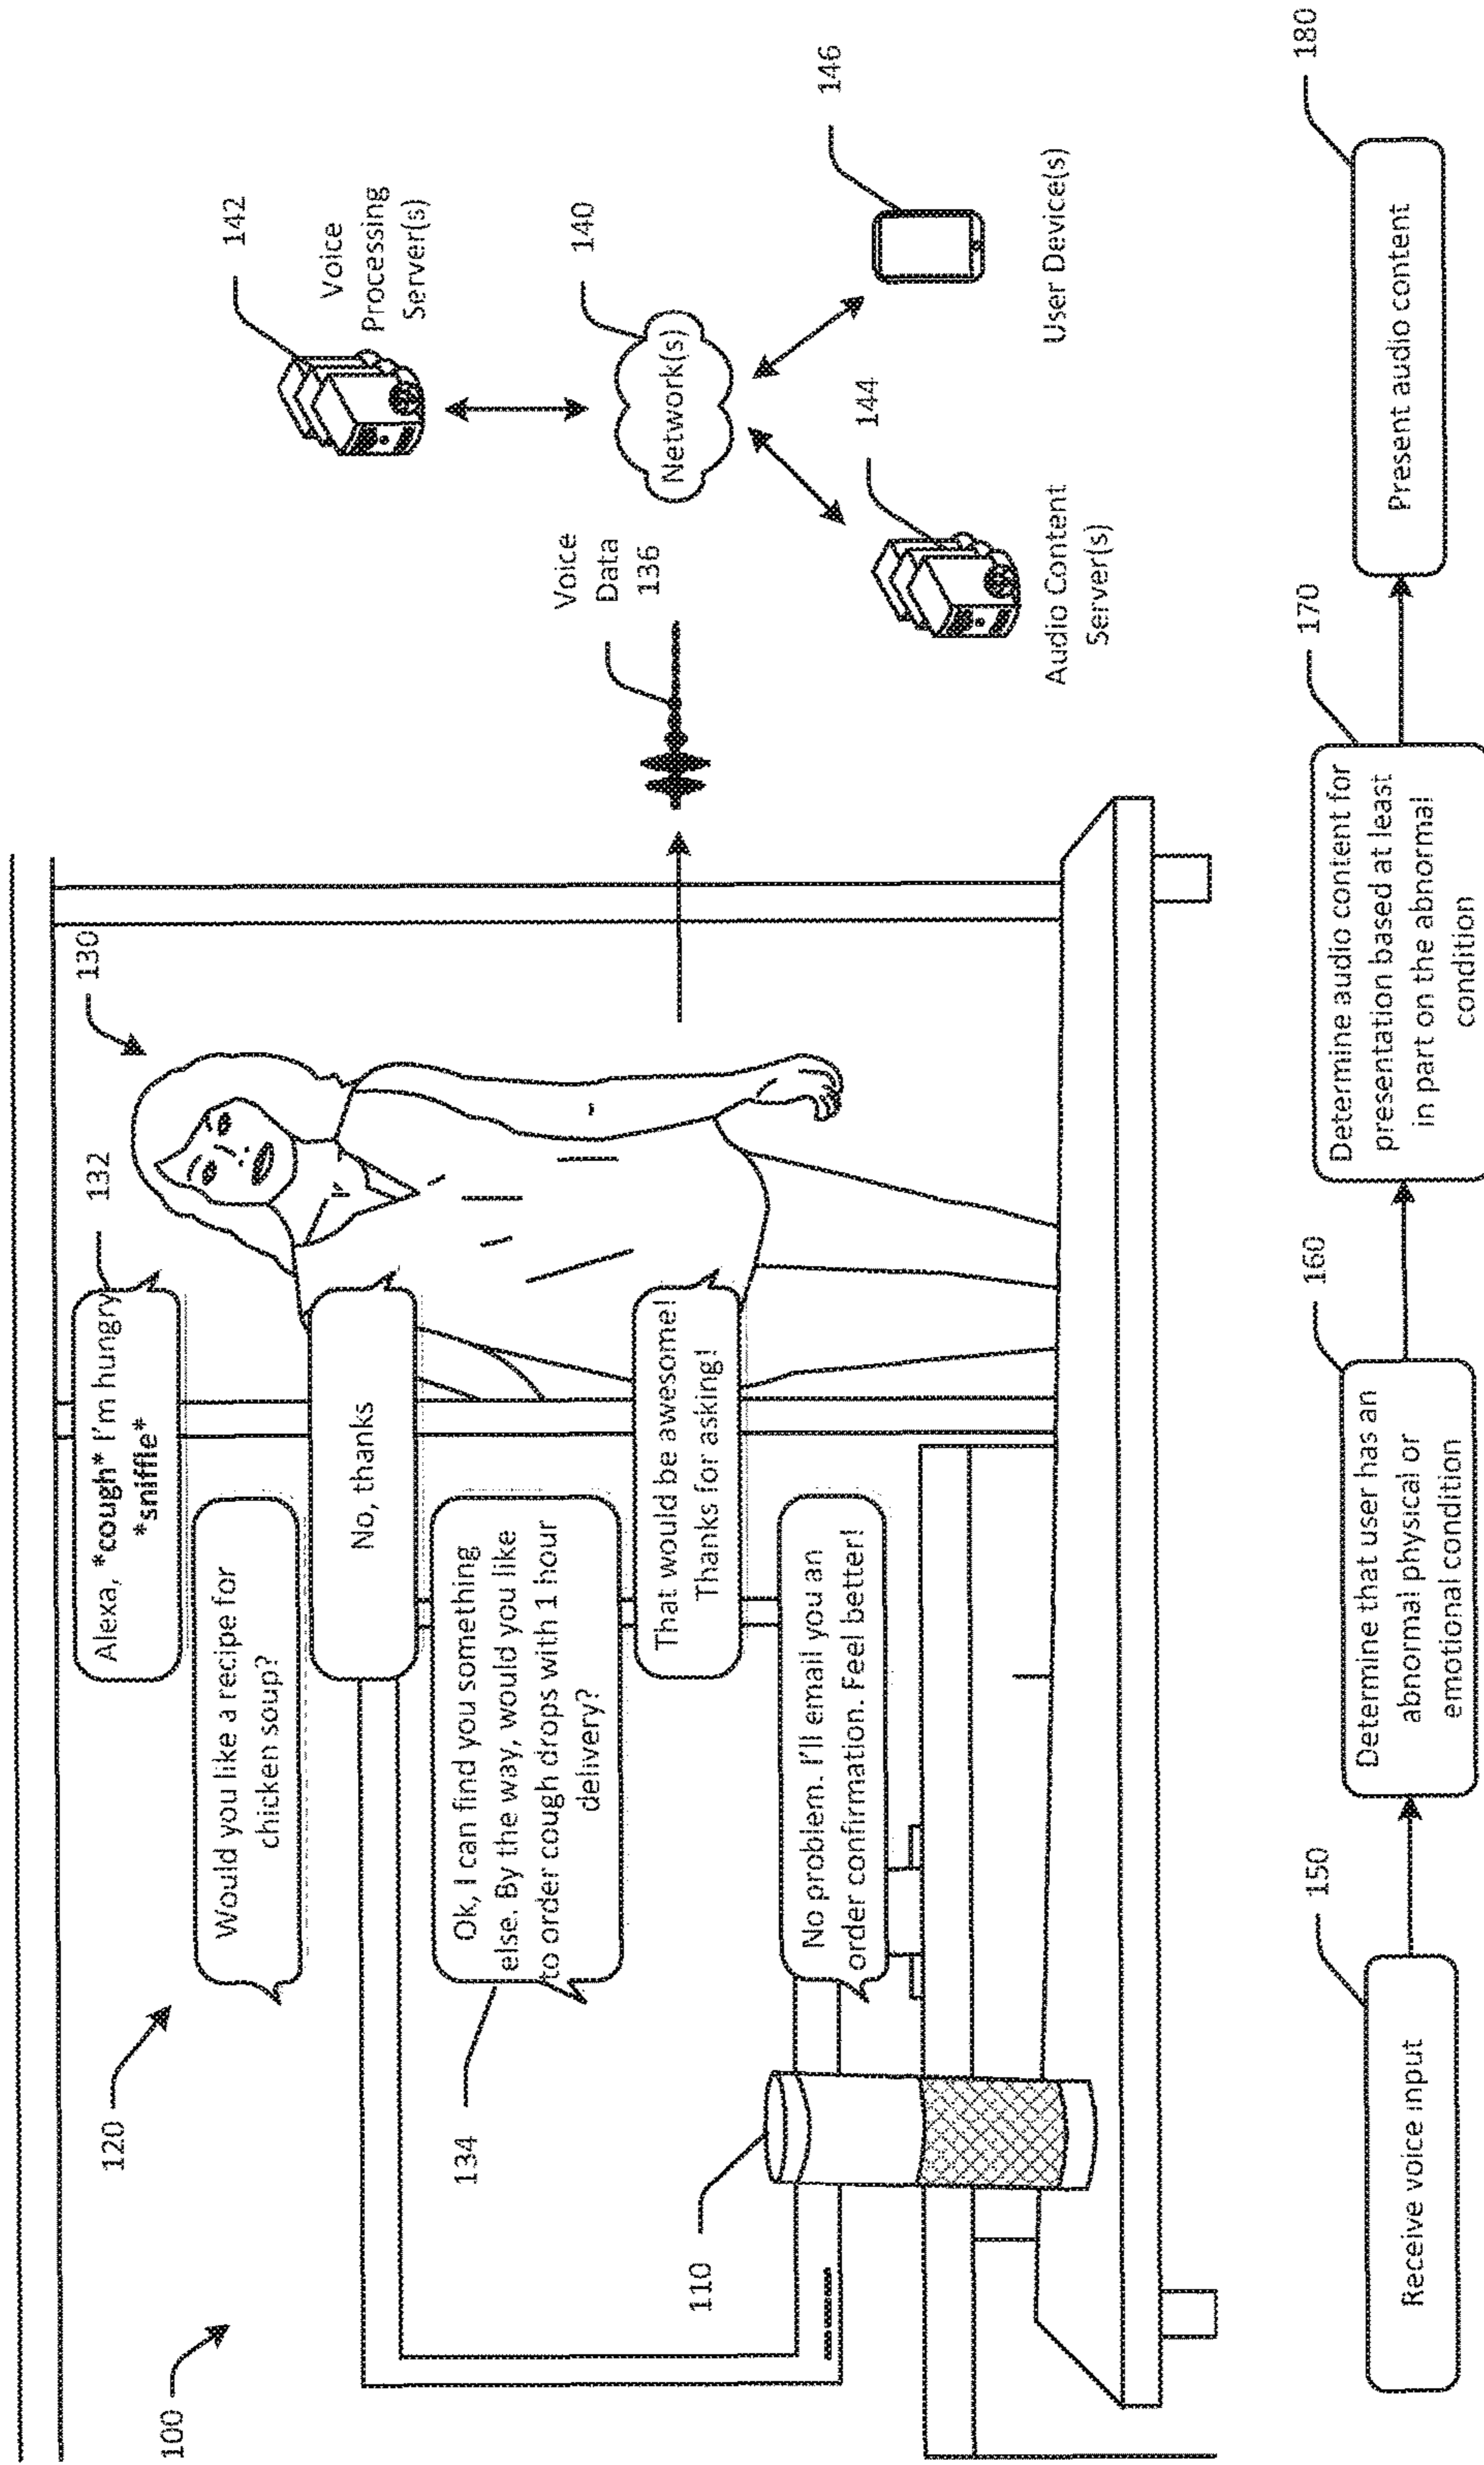 100
120
130
132
Alexa, *cough* I'm hungry
*sniffle*
Would you like a recipe for
chicken soup?
No, thanks
134
Ok, I can find you something
else. By the way, would you like
to order cough drops with 1 hour
delivery?
That would be awesome!
Thanks for asking!
No problem. I'll email you an
order confirmation. Feel better!
110
Voice
Data
136
142
Voice
Processing
Server(s)
140
Network(s)
144
Audio Content
Server(s)
146
User Device(s)
150
Receive voice input
160
Determine that user has an
abnormal physical or
emotional condition
170
Determine audio content for
presentation based at least
in part on the abnormal
condition
180
Present audio content